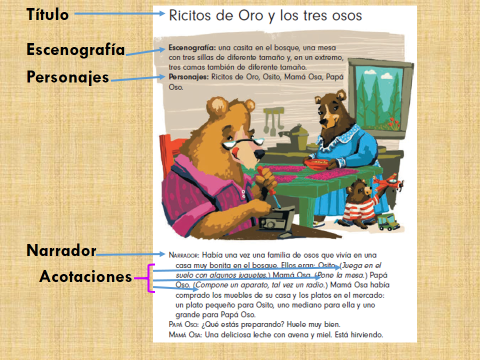 Título
Ricitos de Oro y los tres osos
Escenografía
Escenografía: una casita en el bosque, una mesa
con tres sillas de diferente tamaño y, en un extremo,
tres camas también de diferente tamaño.
Personajes
Personajes: Ricitos de Oro, Osito, Mamá Osa, Papá
Oso.
Narrador
Narrador: Había una vez una familia de osos que vivía en una
casa muy bonita en el bosque. Ellos eran: Osito (Juega en el
Acotaciones
suelo con algunos juguetes.) Mamá Osa (Pone la mesa.) Papá
Oso. (Compone un aparato, tal vez un radio.) Mamá Osa había
comprado los muebles de su casa y los platos en el mercado:
un plato pequeño para Osito, uno mediano para ella y uno
grande para Papá Oso.
Papá Oso: ¿Qué estás preparando? Huele muy bien.
Mamá Osa: Una deliciosa leche con avena y miel. Está hirviendo.